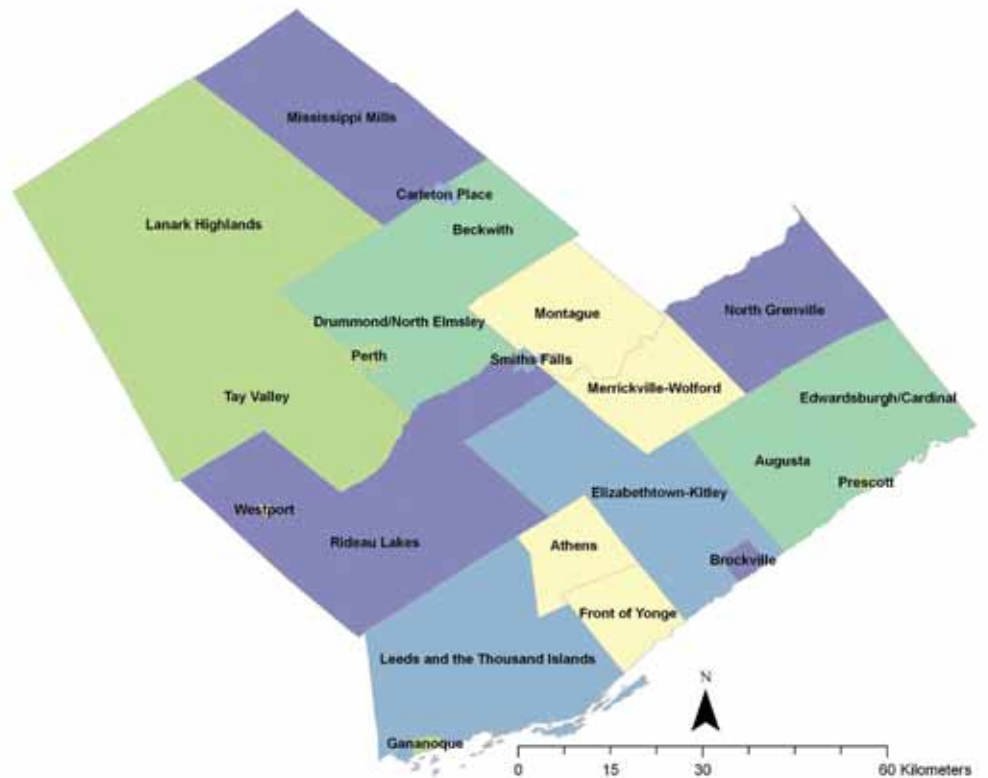 Mississippi Mills
Carleton Place
Lanark Highlands
Beckwith
Montague
North Grenville
Drummond/North Elmsley
Perth
Smiths Falls
Merrickville-Wolford
Tay Valley
Edwardsburgh/Cardinal
Augusta
Prescott
Elizabethtown-Kitley
Westport
Rideau Lakes
Athens
Brockville
Front of Yonge
Leeds and the Thousand Islands
N
Gananoque
0 15 30 60 Kilometers